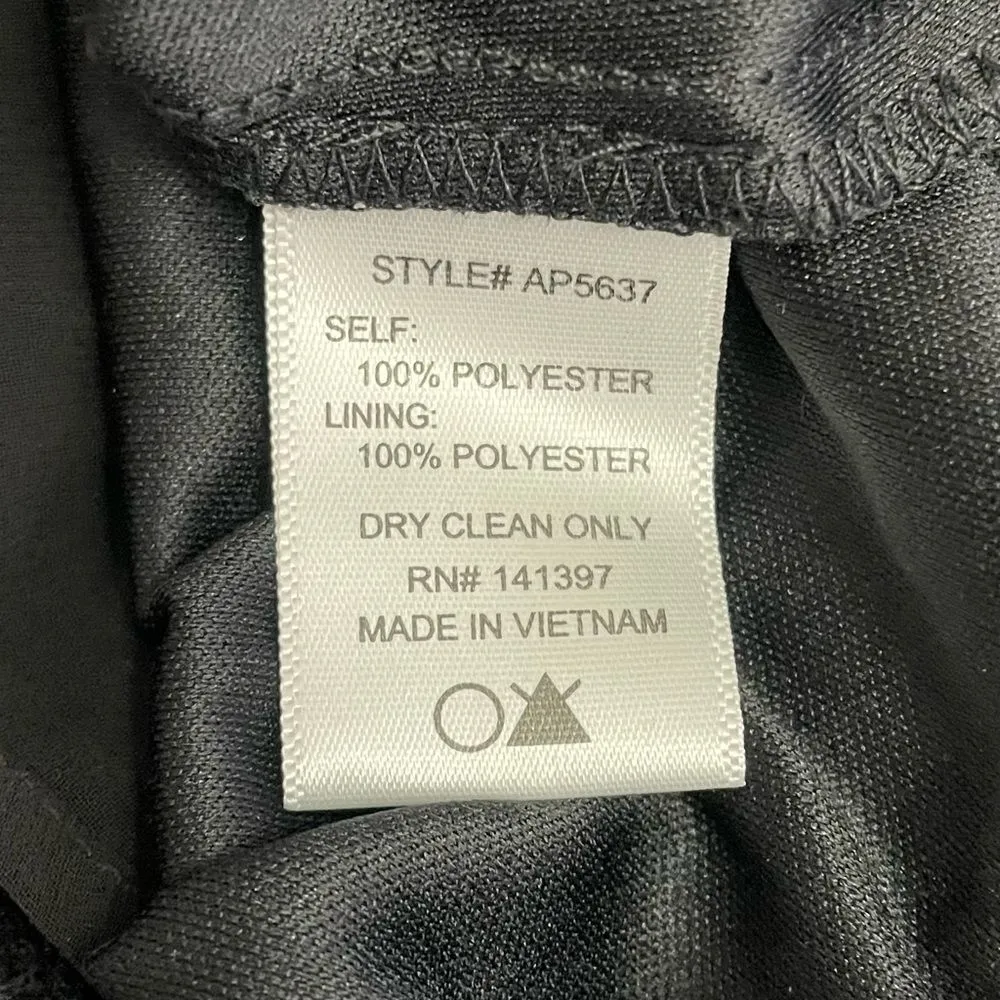 STYLE# AP5637
SELF:
100% POLYESTER
LINING:
100% POLYESTER
DRY CLEAN ONLY
RN# 141397
MADE IN VIETNAM